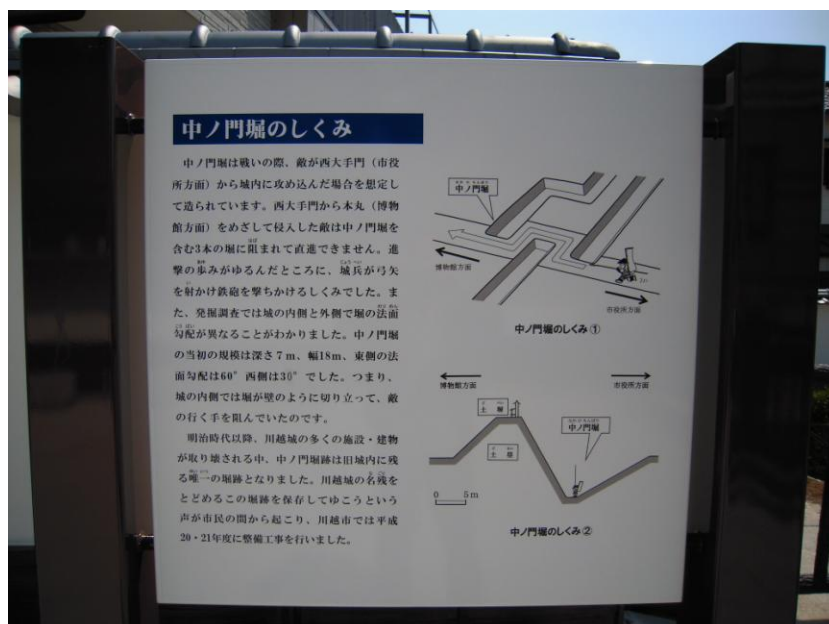 中ノ門堀のしくみ
中ノ門堀は戦いの際、敵が西大手門（市役
所方面）から城内に攻め込んだ場合を想定し
て造られています。西大手門から本丸（博物
館方面）をめざして侵入した敵は中ノ門堀を
含む3本の堀に阻まれて直進できません。進
撃の歩みがゆるんだところに、城兵が弓矢
を射かけ鉄砲を撃ちかけるしくみでした。ま
た、発掘調査では城の内側と外側で堀の法面
勾配が異なることがわかりました。中ノ門堀
の当初の規模は深さ7m、幅18m、東側の法
面勾配は60°西側は30°でした。つまり、
城の内側では堀が壁のように切り立って、敵
の行く手を阻んでいたのです。
明治時代以降、川越城の多くの施設・建物
が取り壊される中、中ノ門堀跡は旧城内に残
る唯一の堀跡となりました。川越城の名残を
とどめるこの堀跡を保存してゆこうという
声が市民の間から起こり、川越市では平成
20・21年度に整備工事を行いました。
中ノ門堀
博物館方面
市役所方面
中ノ門堀のしくみ①
博物館方面
市役所方面
土塀
中ノ門堀
土塁
0 5m
中ノ門堀のしくみ②